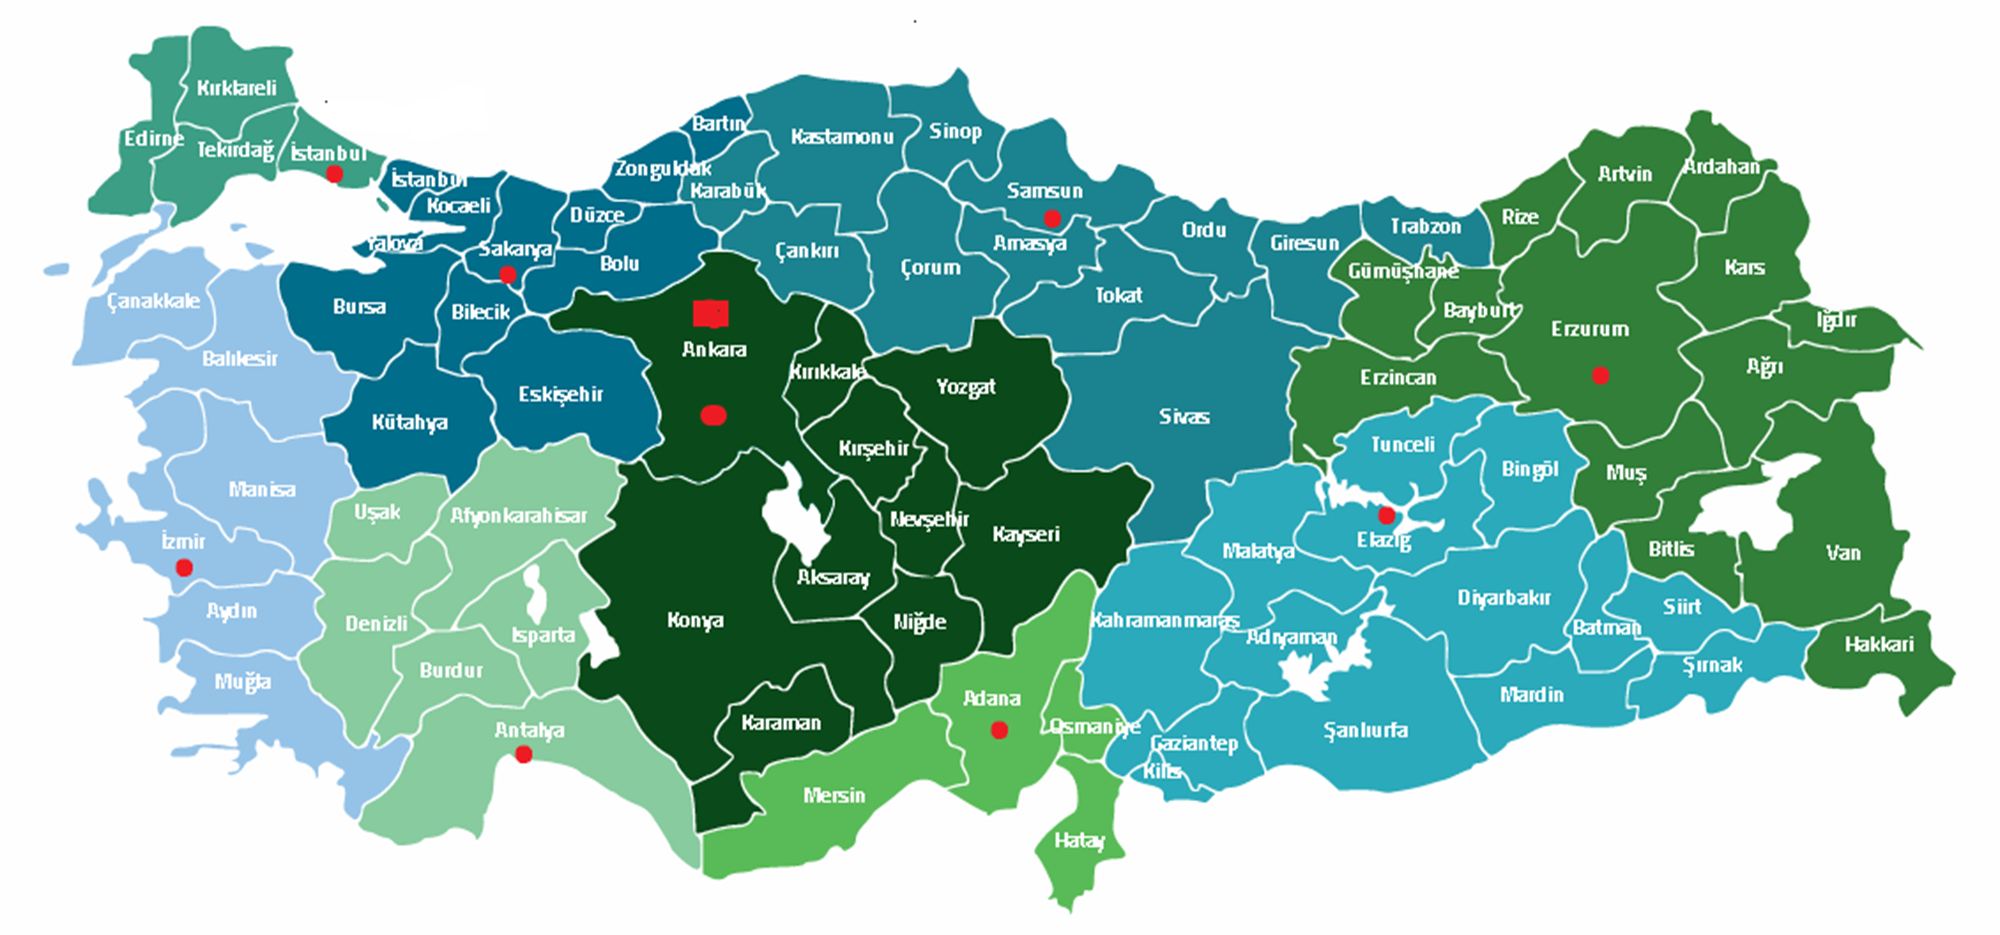 Kırklareli
Edirne
Tekirdağ
İstanbul
İstanbul
Kocaeli
Yalova
Sakarya
Düzce
Bolu
Zonguldak
Bartın
Karabük
Kastamonu
Sinop
Samsun
Çankırı
Çorum
Amasya
Tokat
Ordu
Giresun
Trabzon
Rize
Artvin
Ardahan
Gümüşhane
Bayburt
Erzurum
Kars
Iğdır
Ağrı
Çanakkale
Balıkesir
Bursa
Bilecik
Kütahya
Eskişehir
Ankara
Kırıkkale
Yozgat
Sivas
Erzincan
Tunceli
Bingöl
Muş
Manisa
Uşak
Afyonkarahisar
Kırşehir
Nevşehir
Kayseri
Malatya
Elazığ
Bitlis
Van
İzmir
Aydın
Denizli
Isparta
Burdur
Konya
Aksaray
Niğde
Kahramanmaraş
Adıyaman
Diyarbakır
Batman
Siirt
Şırnak
Hakkari
Muğla
Antalya
Karaman
Mersin
Adana
Osmaniye
Gaziantep
Kilis
Şanlıurfa
Mardin
Hatay